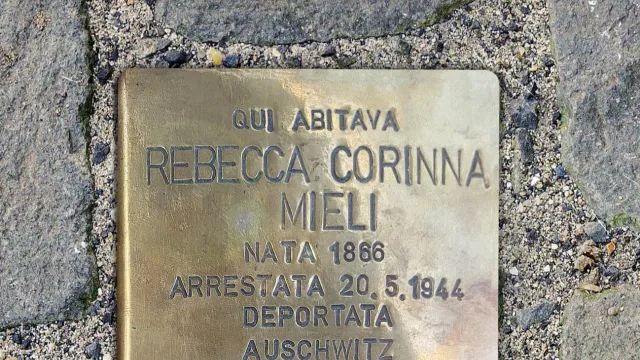 QUI ABITAVA
REBECCA CORINNA
MIELI
NATA 1866
ARRESTATA 20.5.1944
DEPORTATA
AUSCHWITZ